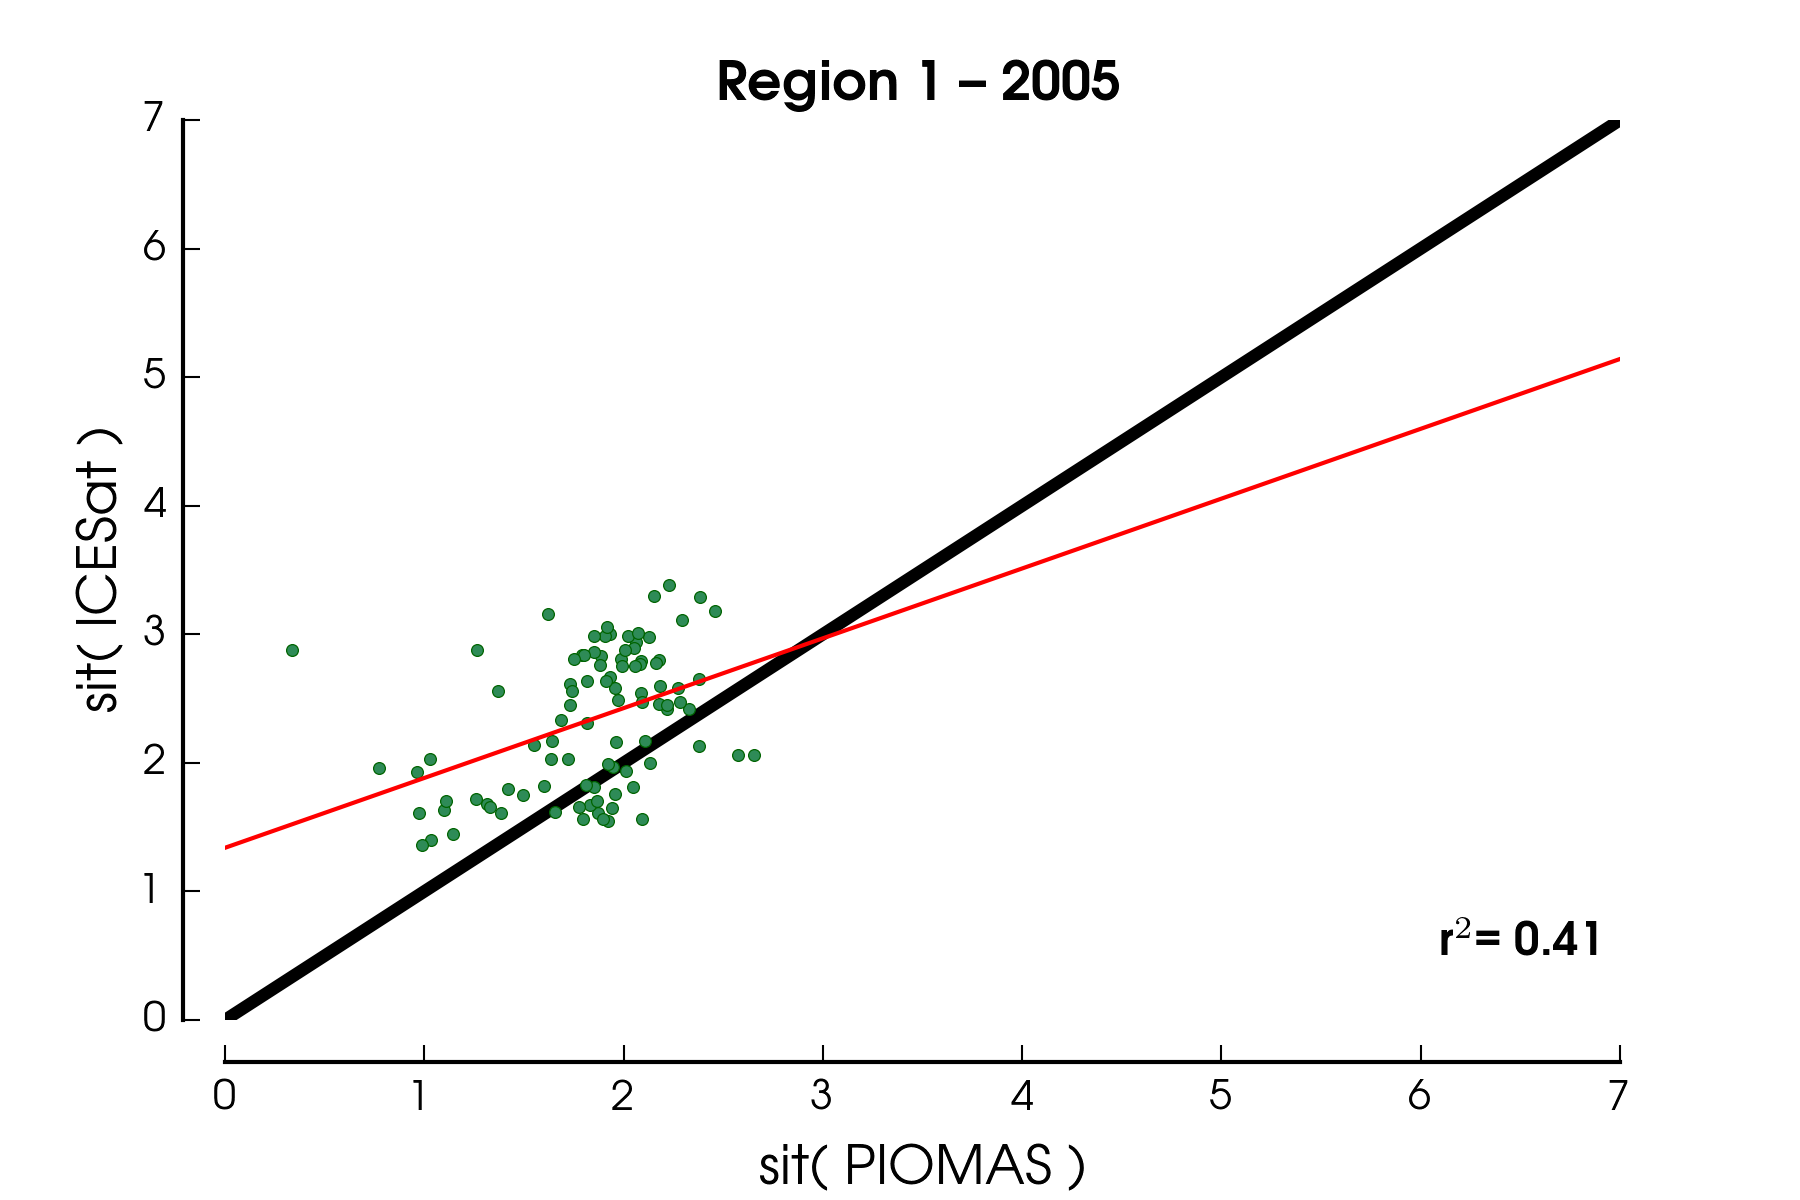 Region 1 – 2005
7
6
5
4
3
2
1
0
sit( ICESat )
r²= 0.41
0 1 2 3 4 5 6 7
sit( PIOMAS )